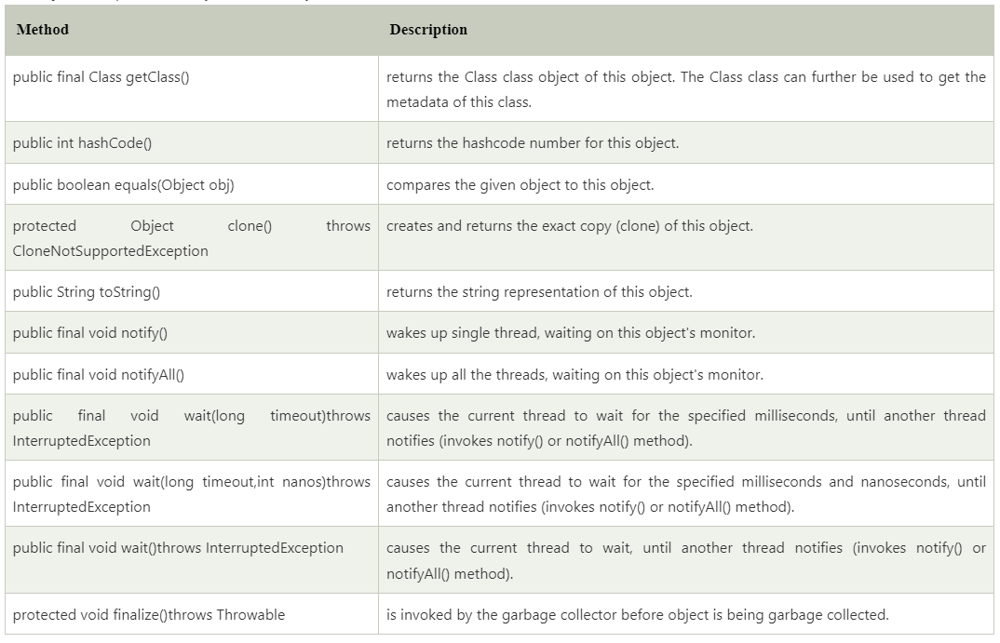 Method
Description
public final Class getClass()
returns the Class class object of this object. The Class class can further be used to get the
metadata of this class.
public int hashCode()
returns the hashcode number for this object.
public boolean equals(Object obj)
compares the given object to this object.
protected Object clone() throws
CloneNotSupportedException
creates and returns the exact copy (clone) of this object.
public String toString()
returns the string representation of this object.
public final void notify()
wakes up single thread, waiting on this object's monitor.
public final void notifyAll()
wakes up all the threads, waiting on this object's monitor.
public final void wait(long timeout)throws
InterruptedException
causes the current thread to wait for the specified milliseconds, until another thread
notifies (invokes notify() or notifyAll() method).
public final void wait(long timeout,int nanos)throws
InterruptedException
causes the current thread to wait for the specified milliseconds and nanoseconds, until
another thread notifies (invokes notify() or notifyAll() method).
public final void wait()throws InterruptedException
causes the current thread to wait, until another thread notifies (invokes notify() or
notifyAll() method).
protected void finalize()throws Throwable
is invoked by the garbage collector before object is being garbage collected.